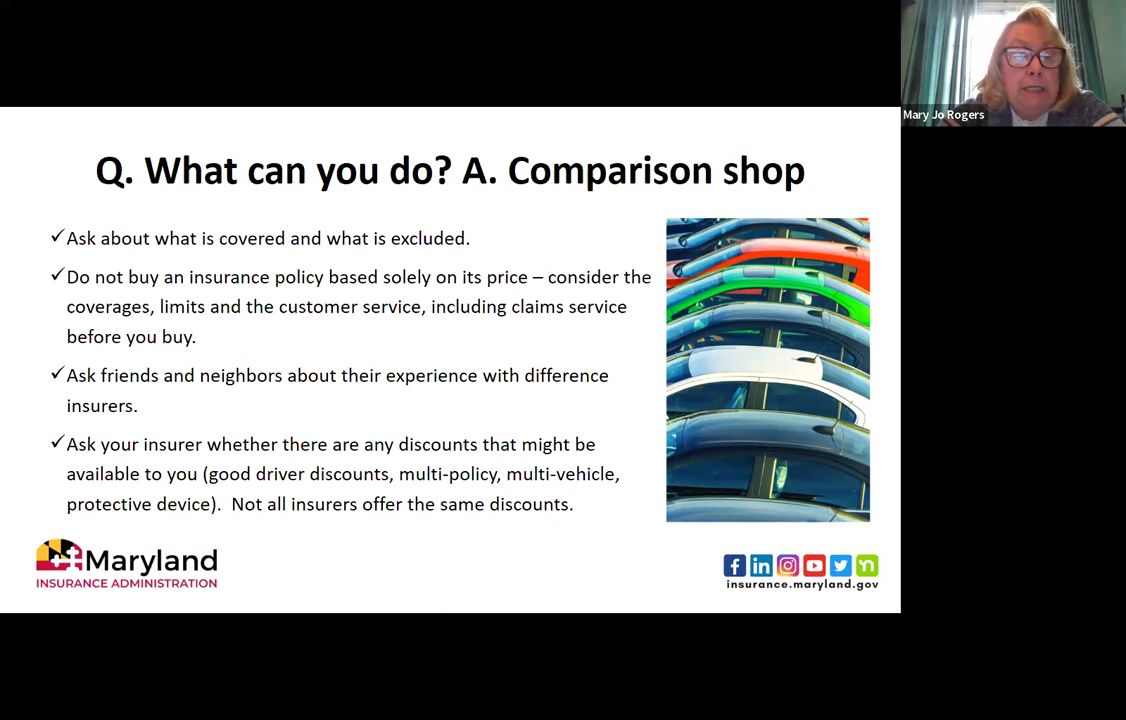 Mary Jo Rogers
Q. What can you do? A. Comparison shop
✓Ask about what is covered and what is excluded.
✓Do not buy an insurance policy based solely on its price – consider the
coverages, limits and the customer service, including claims service
before you buy.
✓Ask friends and neighbors about their experience with difference
insurers.
✓Ask your insurer whether there are any discounts that might be
available to you (good driver discounts, multi-policy, multi-vehicle,
protective device).  Not all insurers offer the same discounts.
Maryland
INSURANCE ADMINISTRATION
insurance.maryland.gov